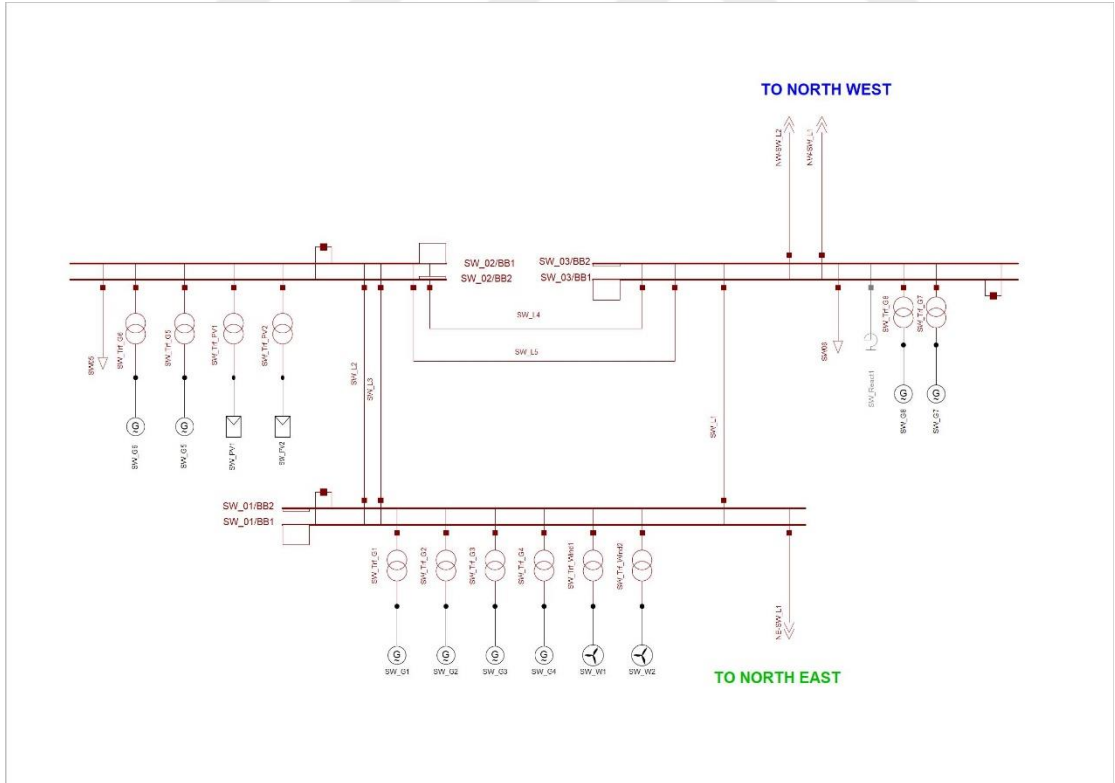 TO NORTH WEST
NW-SW_L2
NW-SW_L1
SW_02/BB1
SW_02/BB2
SW_03/BB2
SW_03/BB1
SW05
SW_Trf_G6
SW_Trf_G5
SW_Trf_PV1
SW_Trf_PV2
SW_L4
SW_L5
SW_L2
SW_L3
SW_L1
SW06
SW_React1
SW_Trf_G8
SW_Trf_G7
SW_G6
SW_G5
SW_PV1
SW_PV2
SW_G8
SW_G7
SW_01/BB2
SW_01/BB1
SW_Trf_G1
SW_Trf_G2
SW_Trf_G3
SW_Trf_G4
SW_Trf_Wind1
SW_Trf_Wind2
NE-SW_L1
G
G
G
G
G
G
G
G
SW_G1
SW_G2
SW_G3
SW_G4
SW_W1
SW_W2
TO NORTH EAST